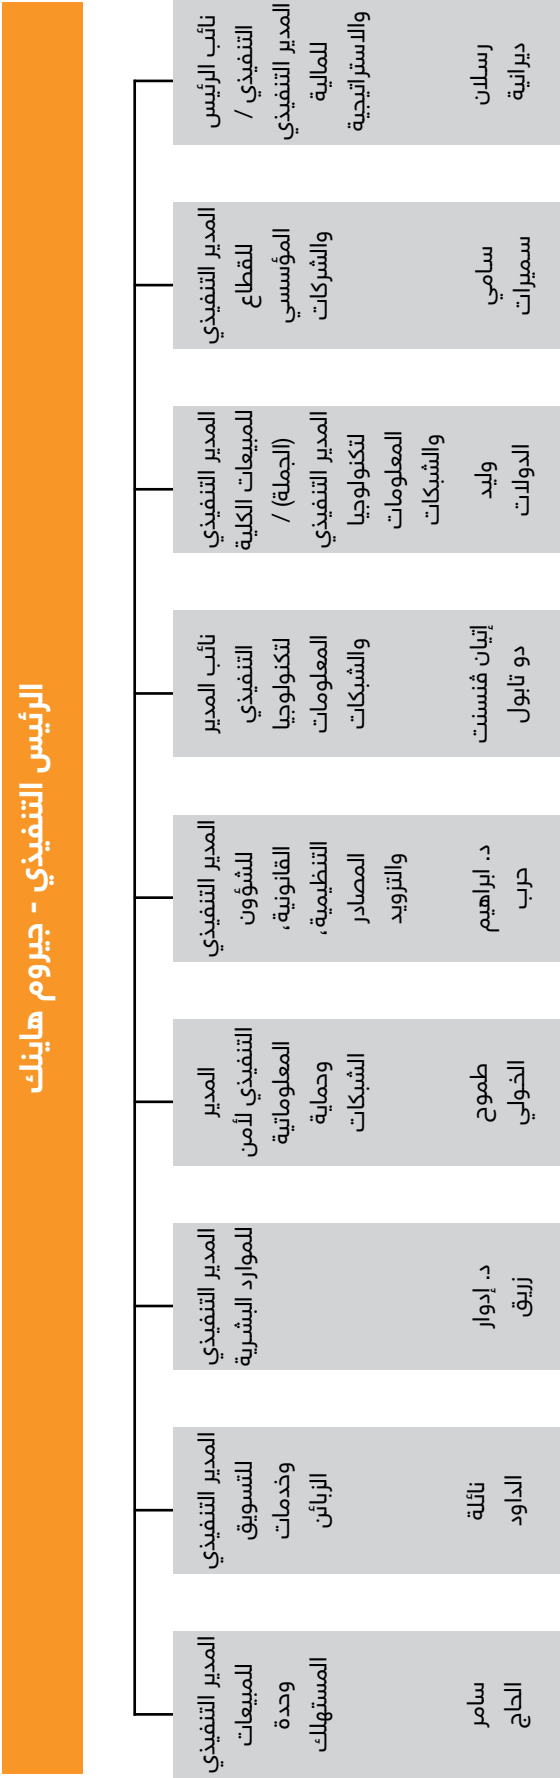 الرئيس التنفيذي - جيروم هاينك
نائب الرئيس
التنفيذي /
المدير التنفيذي
للمالية
والاستراتيجية
رسلان
ديرانية
المدير التنفيذي
للقطاع
المؤسسي
والشركات
سامي
سميرات
المدير التنفيذي
للمبيعات الكلية
(الجملة) /
المدير التنفيذي
لتكنولوجيا
المعلومات
والشبكات
وليد
الدولات
نائب المدير
التنفيذي
لتكنولوجيا
المعلومات
والشبكات
إتيان ڤنسنت
دو تابول
المدير التنفيذي
للشؤون
القانونية،
التنظيمية،
المصادر
والتزويد
د. ابراهيم
حرب
المدير
التنفيذي لأمن
المعلوماتية
وحماية
الشبكات
طموح
الخولي
المدير التنفيذي
للموارد البشرية
د. إدوار
زريق
المدير التنفيذي
للتسويق
وخدمات
الزبائن
نائلة
الداود
المدير التنفيذي
للمبيعات
وحدة
المستهلك
سامر
الحاج